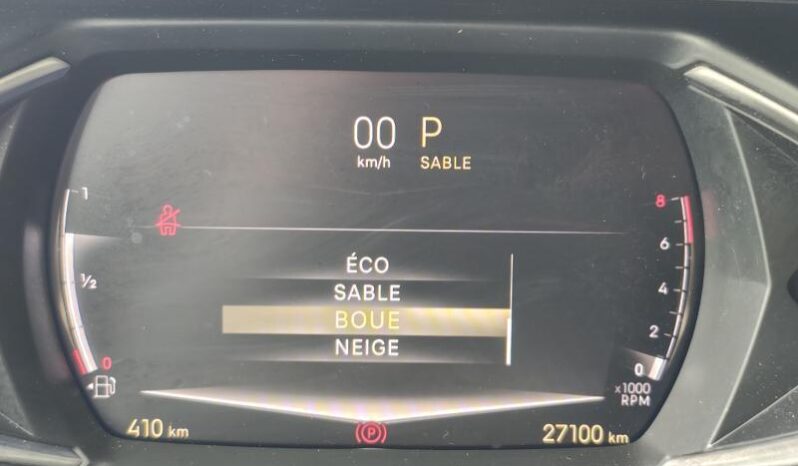 00 P
km/h SABLE
1
8
6
ÉCO
½
SABLE
4
BOUE
2
NEIGE
0
0
x1000
RPM
410 km
P
27100 km